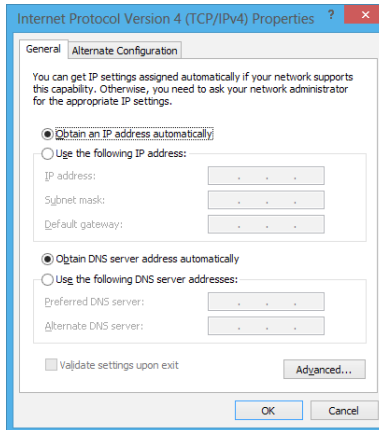 Internet Protocol Version 4 (TCP/IPv4) Properties ? ×
General Alternate Configuration
You can get IP settings assigned automatically if your network supports
this capability. Otherwise, you need to ask your network administrator
for the appropriate IP settings.
Obtain an IP address automatically
Use the following IP address:
IP address:
Subnet mask:
Default gateway:
Obtain DNS server address automatically
Use the following DNS server addresses:
Preferred DNS server:
Alternate DNS server:
Validate settings upon exit
Advanced...
OK Cancel